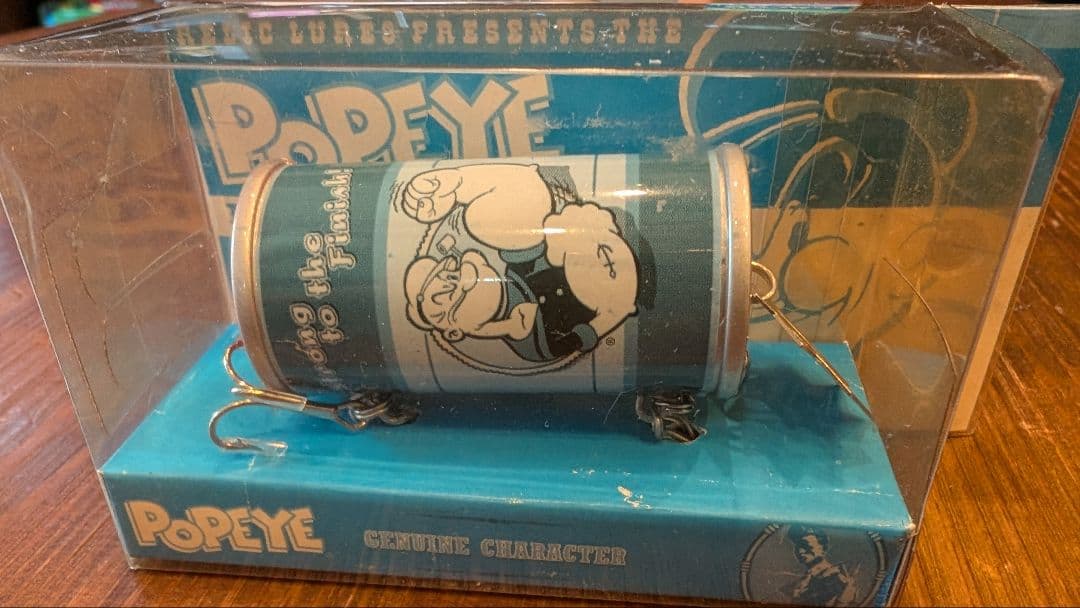 RELIC LURES PRESENTS THE
POPEYE
Strong to the
Finish!
®
POPEYE GENUINE CHARACTER